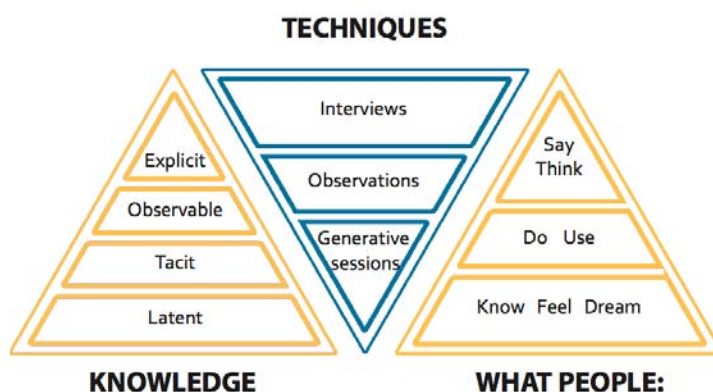 TECHNIQUES
Explicit
Observable
Tacit
Latent
KNOWLEDGE
Interviews
Observations
Generative
sessions
Say
Think
Do Use
Know Feel Dream
WHAT PEOPLE: